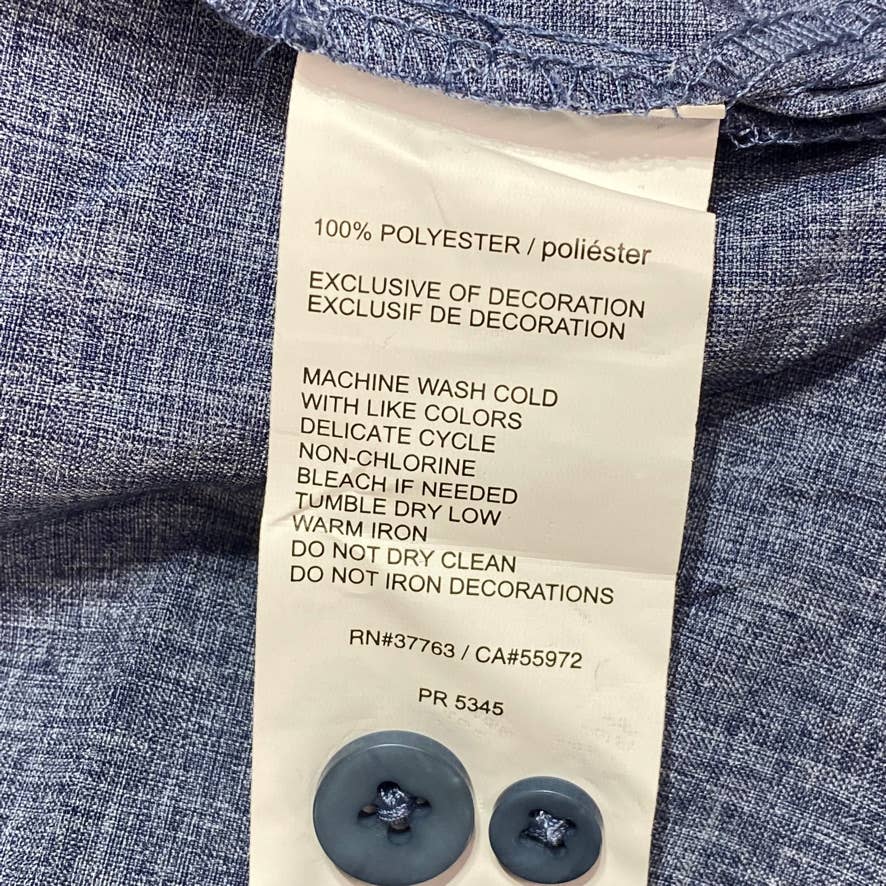 100% POLYESTER / poliéster
EXCLUSIVE OF DECORATION
EXCLUSIF DE DECORATION
MACHINE WASH COLD
WITH LIKE COLORS
DELICATE CYCLE
NON-CHLORINE
BLEACH IF NEEDED
TUMBLE DRY LOW
WARM IRON
DO NOT DRY CLEAN
DO NOT IRON DECORATIONS
RN#37763 / CA#55972
PR 5345